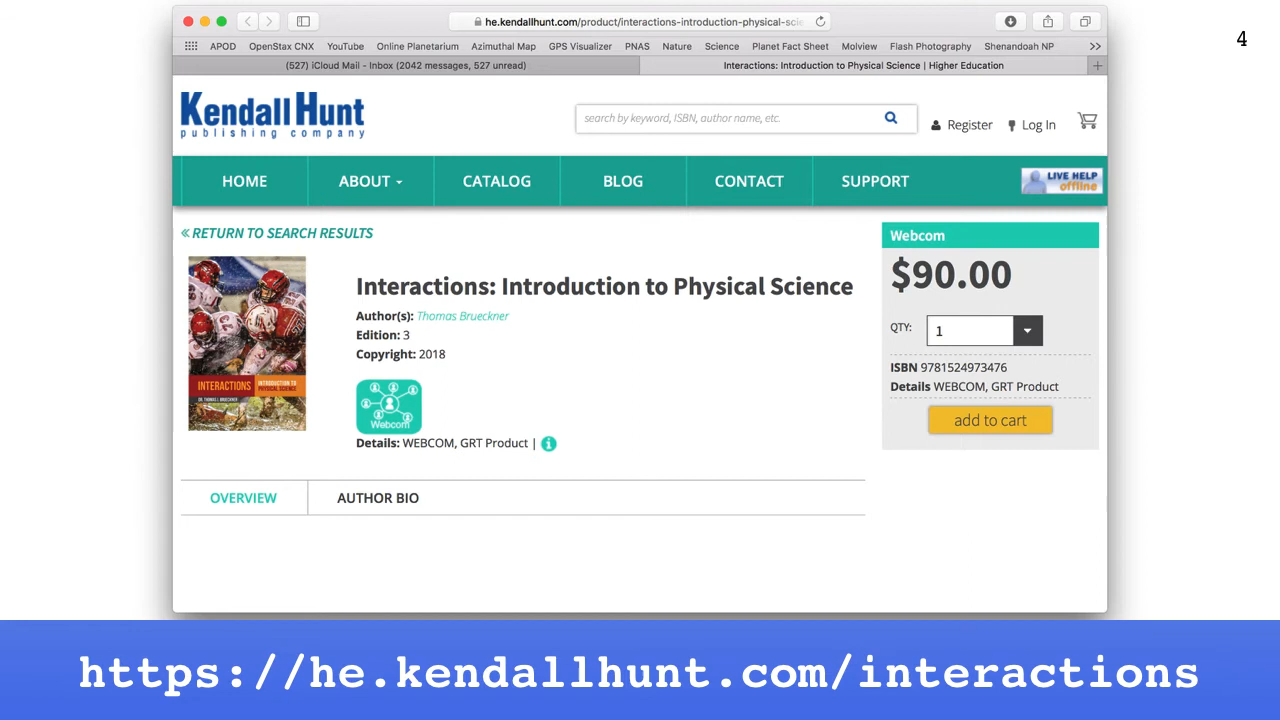 4
he.kendallhunt.com/product/interactions-introduction-physical-scie
APOD OpenStax CNX YouTube Online Planetarium Azimuthal Map GPS Visualizer PNAS Nature Science Planet Fact Sheet Molview Flash Photography Shenandoah NP
(527) iCloud Mail - Inbox (2042 messages, 527 unread) Interactions: Introduction to Physical Science | Higher Education
Kendall Hunt
publishing company
search by keyword, ISBN, author name, etc.
Register Log In
HOME ABOUT CATALOG BLOG CONTACT SUPPORT
LIVE HELP
offline
« RETURN TO SEARCH RESULTS
INTERACTIONS INTRODUCTION TO
PHYSICAL SCIENCE
DR. THOMAS J. BRUECKNER
Interactions: Introduction to Physical Science
Author(s): Thomas Brueckner
Edition: 3
Copyright: 2018
Webcom
Details: WEBCOM, GRT Product |
Webcom
$90.00
QTY: 1
ISBN 9781524973476
Details WEBCOM, GRT Product
add to cart
OVERVIEW AUTHOR BIO
https://he.kendallhunt.com/interactions